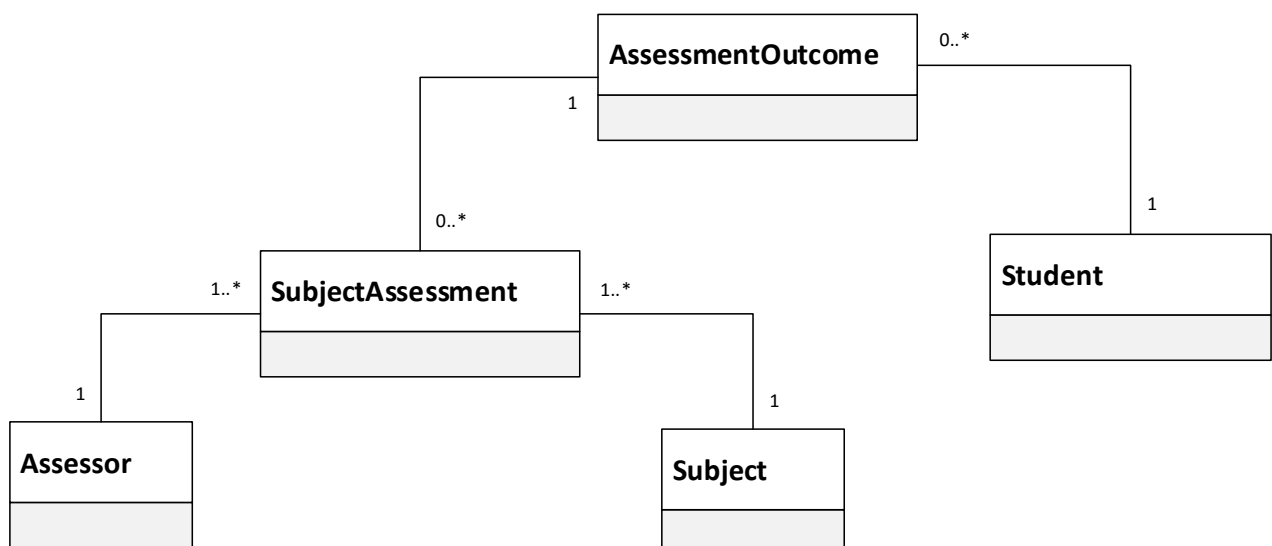 AssessmentOutcome
0..*
1
0..*
1
SubjectAssessment
1..*
1..*
Student
1
1
Assessor
Subject